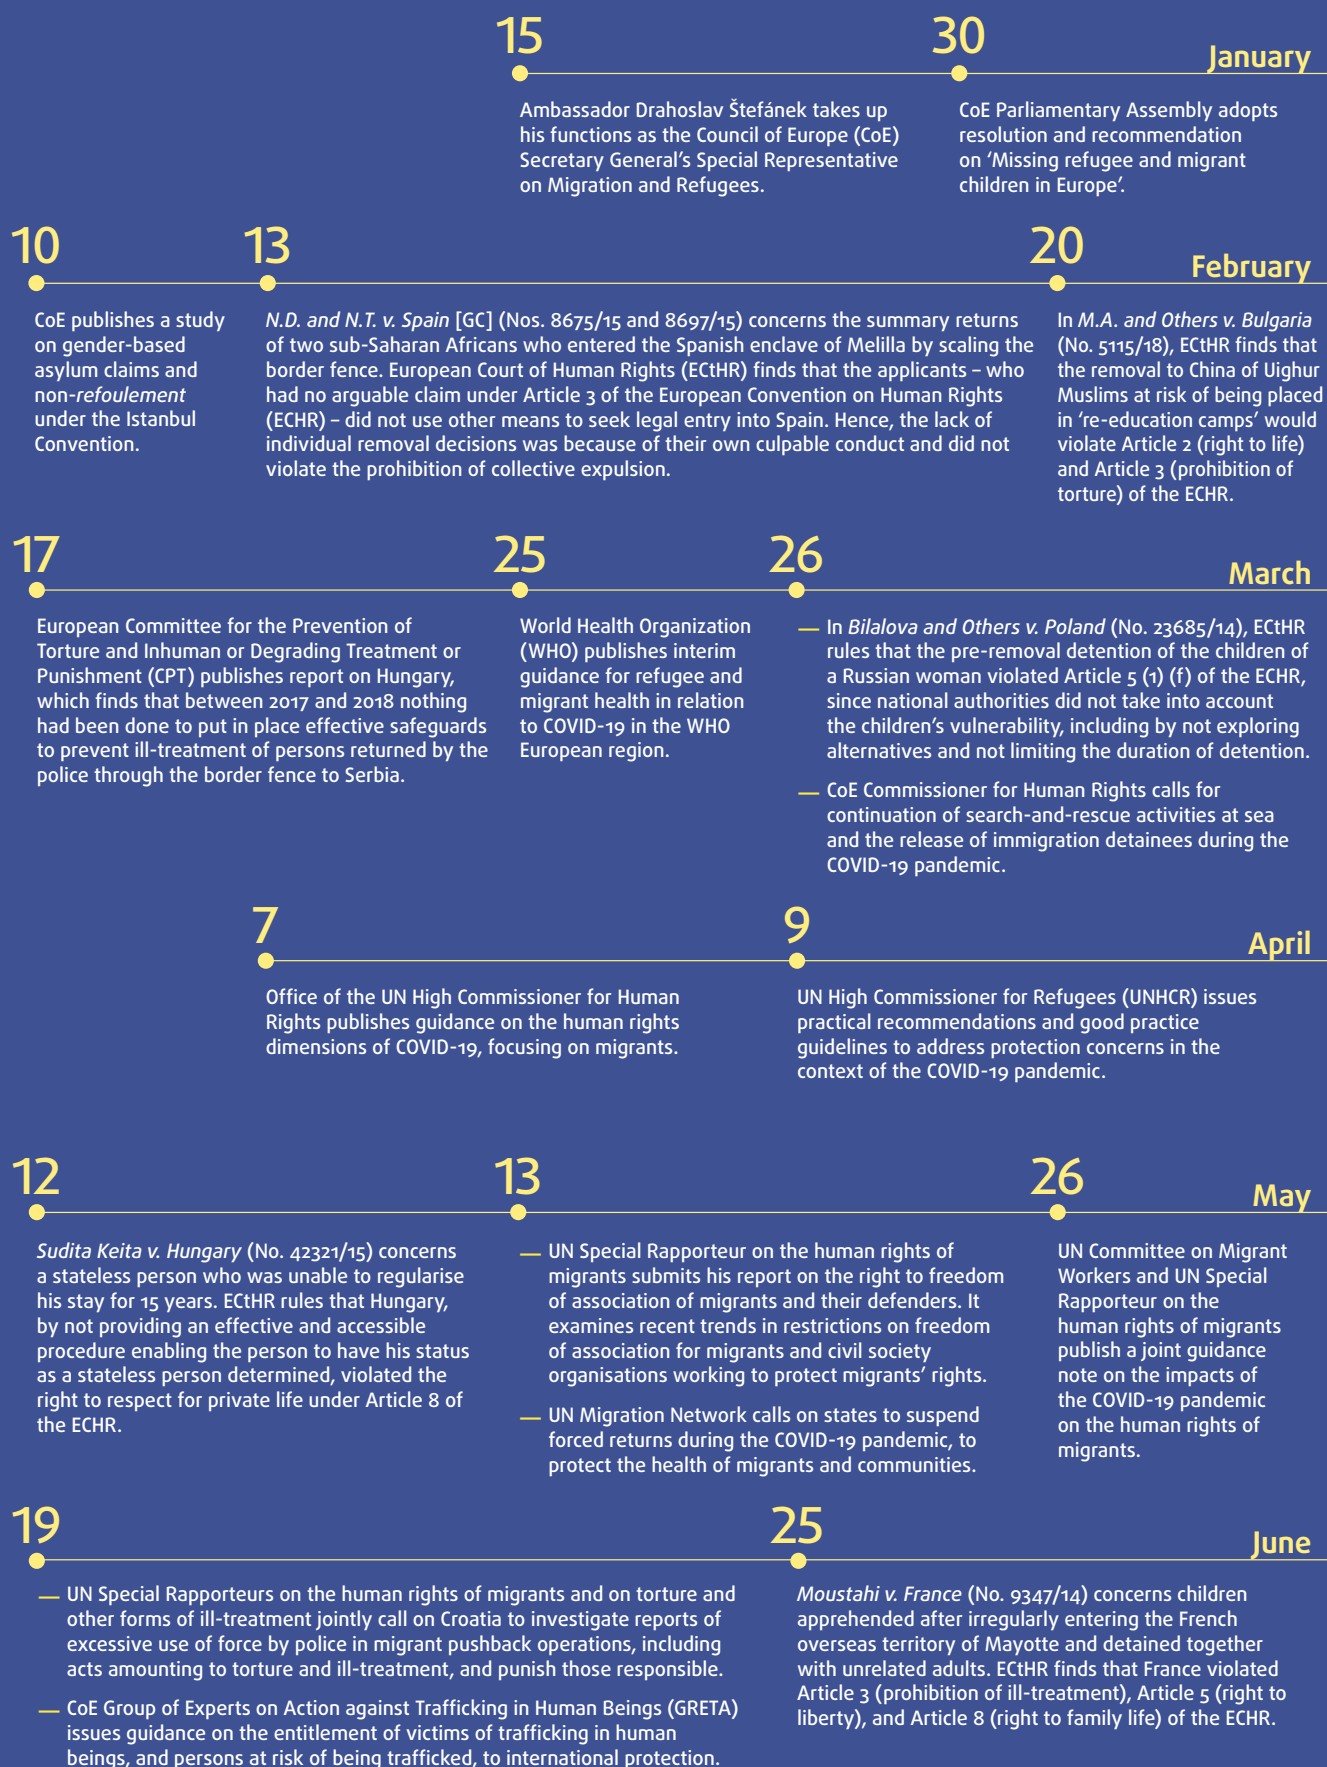 15
30
January
Ambassador Drahoslav Štefánek takes up
his functions as the Council of Europe (CoE)
Secretary General’s Special Representative
on Migration and Refugees.
CoE Parliamentary Assembly adopts
resolution and recommendation
on ‘Missing refugee and migrant
children in Europe’.
10
13
20
February
CoE publishes a study
on gender-based
asylum claims and
non-refoulement
under the Istanbul
Convention.
N.D. and N.T. v. Spain [GC] (Nos. 8675/15 and 8697/15) concerns the summary returns
of two sub-Saharan Africans who entered the Spanish enclave of Melilla by scaling the
border fence. European Court of Human Rights (ECtHR) finds that the applicants – who
had no arguable claim under Article 3 of the European Convention on Human Rights
(ECHR) – did not use other means to seek legal entry into Spain. Hence, the lack of
individual removal decisions was because of their own culpable conduct and did not
violate the prohibition of collective expulsion.
In M.A. and Others v. Bulgaria
(No. 5115/18), ECtHR finds that
the removal to China of Uighur
Muslims at risk of being placed
in ‘re-education camps’ would
violate Article 2 (right to life)
and Article 3 (prohibition of
torture) of the ECHR.
17
25
26
March
European Committee for the Prevention of
Torture and Inhuman or Degrading Treatment or
Punishment (CPT) publishes report on Hungary,
which finds that between 2017 and 2018 nothing
had been done to put in place effective safeguards
to prevent ill-treatment of persons returned by the
police through the border fence to Serbia.
World Health Organization
(WHO) publishes interim
guidance for refugee and
migrant health in relation
to COVID-19 in the WHO
European region.
— In Bilalova and Others v. Poland (No. 23685/14), ECtHR
rules that the pre-removal detention of the children of
a Russian woman violated Article 5 (1) (f) of the ECHR,
since national authorities did not take into account
the children’s vulnerability, including by not exploring
alternatives and not limiting the duration of detention.
— CoE Commissioner for Human Rights calls for
continuation of search-and-rescue activities at sea
and the release of immigration detainees during the
COVID-19 pandemic.
7
9
April
Office of the UN High Commissioner for Human
Rights publishes guidance on the human rights
dimensions of COVID-19, focusing on migrants.
UN High Commissioner for Refugees (UNHCR) issues
practical recommendations and good practice
guidelines to address protection concerns in the
context of the COVID-19 pandemic.
12
13
26
May
Sudita Keita v. Hungary (No. 42321/15) concerns
a stateless person who was unable to regularise
his stay for 15 years. ECtHR rules that Hungary,
by not providing an effective and accessible
procedure enabling the person to have his status
as a stateless person determined, violated the
right to respect for private life under Article 8 of
the ECHR.
— UN Special Rapporteur on the human rights of
migrants submits his report on the right to freedom
of association of migrants and their defenders. It
examines recent trends in restrictions on freedom
of association for migrants and civil society
organisations working to protect migrants’ rights.
— UN Migration Network calls on states to suspend
forced returns during the COVID-19 pandemic, to
protect the health of migrants and communities.
UN Committee on Migrant
Workers and UN Special
Rapporteur on the
human rights of migrants
publish a joint guidance
note on the impacts of
the COVID-19 pandemic
on the human rights of
migrants.
19
25
June
— UN Special Rapporteurs on the human rights of migrants and on torture and
other forms of ill-treatment jointly call on Croatia to investigate reports of
excessive use of force by police in migrant pushback operations, including
acts amounting to torture and ill-treatment, and punish those responsible.
— CoE Group of Experts on Action against Trafficking in Human Beings (GRETA)
issues guidance on the entitlement of victims of trafficking in human
beings, and persons at risk of being trafficked, to international protection.
Moustahi v. France (No. 9347/14) concerns children
apprehended after irregularly entering the French
overseas territory of Mayotte and detained together
with unrelated adults. ECtHR finds that France violated
Article 3 (prohibition of ill-treatment), Article 5 (right to
liberty), and Article 8 (right to family life) of the ECHR.